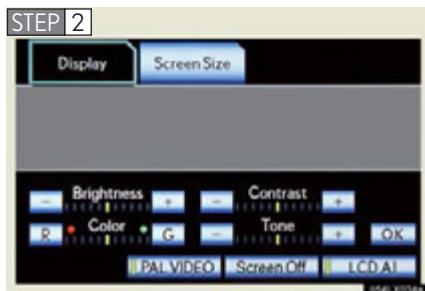 STEP 2
Display Screen Size
- Brightness + - Contrast +
R Color G - Tone + OK
PAL VIDEO Screen Off LCD AI